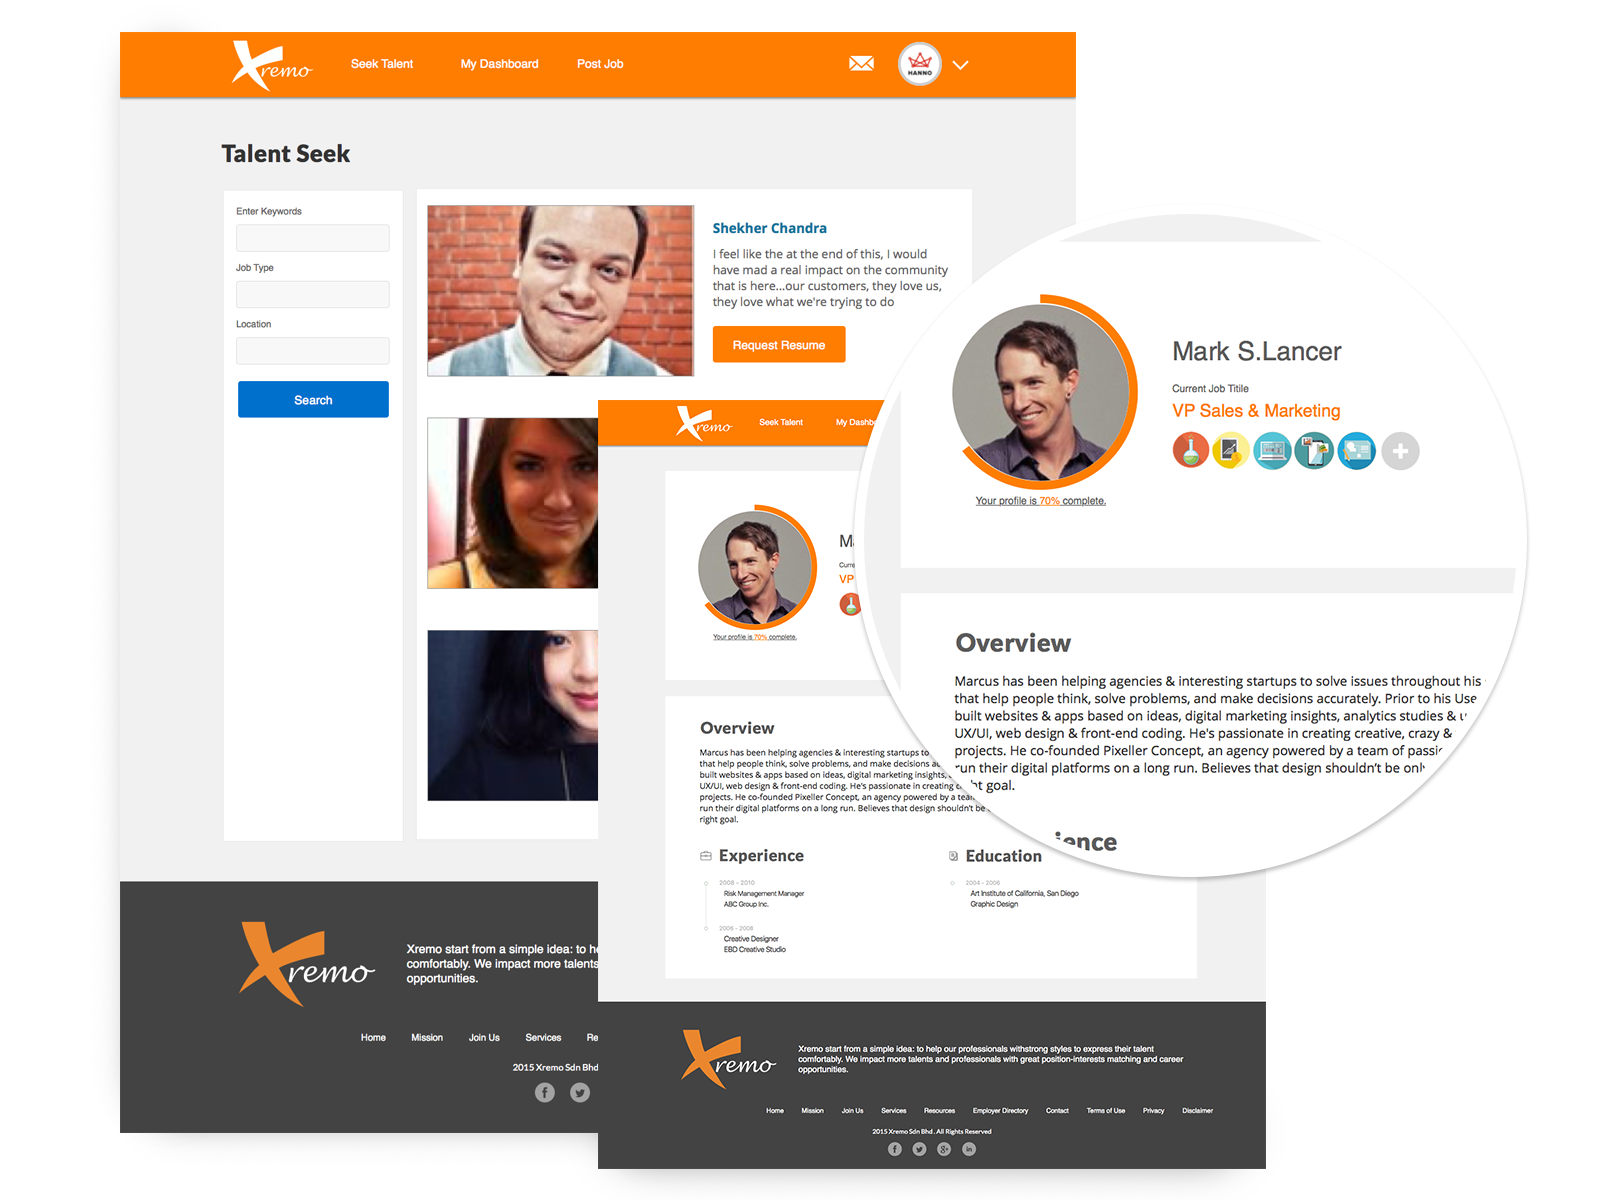 Xremo
Seek Talent
My Dashboard
Post Job
HANNO
Talent Seek
Enter Keywords
Job Type
Location
Search
Shekher Chandra
I feel like the at the end of this, I would
have mad a real impact on the community
that is here...our customers, they love us,
they love what we're trying to do
Request Resume
Xremo start from a simple idea: to he
comfortably. We impact more talents
opportunities.
Xremo
Home
Mission
Join Us
Services
Re
2015 Xremo Sdn Bhd
Xremo
Seek Talent
My Dashbo
Ma
Curre
VP
Your profile is 70% complete.
Overview
Marcus has been helping agencies & interesting startups to
that help people think, solve problems, and make decisions ac
built websites & apps based on ideas, digital marketing insights,
UX/UI, web design & front-end coding. He's passionate in creating c
projects. He co-founded Pixeller Concept, an agency powered by a team
run their digital platforms on a long run. Believes that design shouldn't be
right goal.
Experience
2008 - 2010
Risk Management Manager
ABC Group Inc.
2006 - 2008
Creative Designer
EBD Creative Studio
Education
2004 - 2006
Art Institute of California, San Diego
Graphic Design
Xremo
Xremo start from a simple idea: to help our professionals withstrong styles to express their talent
comfortably. We impact more talents and professionals with great position-interests matching and career
opportunities.
Home
Mission
Join Us
Services
Resources
Employer Directory
Contact
Terms of Use
Privacy
Disclaimer
2015 Xremo Sdn Bhd . All Rights Reserved
Mark S.Lancer
Current Job Titile
VP Sales & Marketing
Your profile is 70% complete.
Overview
Marcus has been helping agencies & interesting startups to solve issues throughout his
that help people think, solve problems, and make decisions accurately. Prior to his Use
built websites & apps based on ideas, digital marketing insights, analytics studies & u
UX/UI, web design & front-end coding. He's passionate in creating creative, crazy &
projects. He co-founded Pixeller Concept, an agency powered by a team of passio
run their digital platforms on a long run. Believes that design shouldn't be only
ht goal.
ience